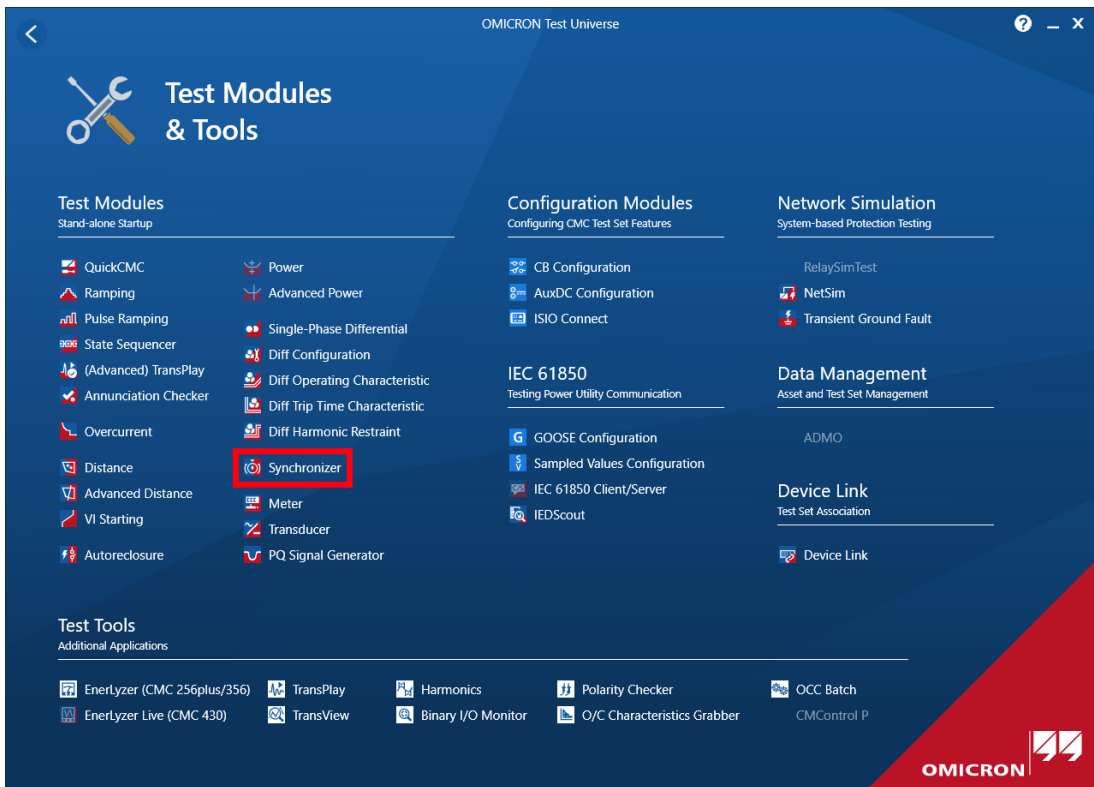 OMICRON Test Universe
Test Modules
& Tools
Test Modules
Stand-alone Startup
QuickCMC
Ramping
Pulse Ramping
State Sequencer
(Advanced) TransPlay
Annunciation Checker
Overcurrent
Distance
Advanced Distance
VI Starting
Autoreclosure
Power
Advanced Power
Single-Phase Differential
Diff Configuration
Diff Operating Characteristic
Diff Trip Time Characteristic
Diff Harmonic Restraint
Synchronizer
Meter
Transducer
PQ Signal Generator
Configuration Modules
Configuring CMC Test Set Features
CB Configuration
AuxDC Configuration
ISIO Connect
IEC 61850
Testing Power Utility Communication
GOOSE Configuration
Sampled Values Configuration
IEC 61850 Client/Server
IEDScout
Network Simulation
System-based Protection Testing
RelaySimTest
NetSim
Transient Ground Fault
Data Management
Asset and Test Set Management
ADMO
Device Link
Test Set Association
Device Link
Test Tools
Additional Applications
EnerLyzer (CMC 256plus/356)
EnerLyzer Live (CMC 430)
TransPlay
TransView
Harmonics
Binary I/O Monitor
Polarity Checker
O/C Characteristics Grabber
OCC Batch
CMControl P
OMICRON